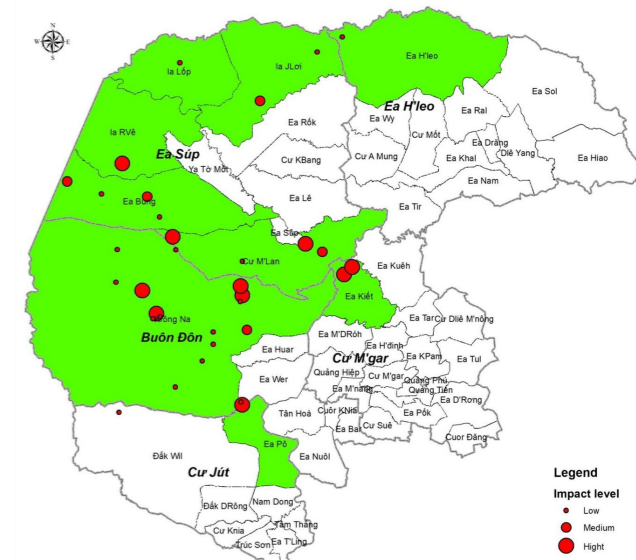 N
W
E
S
Ia Lốp
Ia JLơi
Ea H'leo
Ea Sol
Ea H'leo
Ea Wy
Cư Mốt
Ea Ral
Ea Rốk
Ia RVê
Ea Đrăng
Diê Yang
Ea Súp
Ya Tờ Mốt
Cư KBang
Cư A Mung
Ea Khal
Ea Hiao
Ea Nam
Ea Bung
Ea Lê
Ea Tir
Ea Súp
Cư M'Lan
Ea Kuêh
Ea Kiết
Ea Tar
Cư Dliê M'nông
Buôn Đôn
Ea M'DRóh
Ea H'đinh
Ea Huar
Cư M'gar
Ea KPam
Ea Tul
Quảng Hiệp
Cư M'gar
Quảng Phú
Ea Wer
Ea M'nang
Quảng Tiến
Ea D'Rơng
Tân Hoà
Cuôr KNia
Ea Pốk
Cư Suê
Ea Bar
Cuor Đăng
Ea Pô
Ea Nuôl
Đắk Wil
Cư Jút
Đắk DRông
Nam Dong
Tâm Thắng
Cư Knia
Trúc Sơn
Ea T'Ling
Legend
Impact level
Low
Medium
Hight